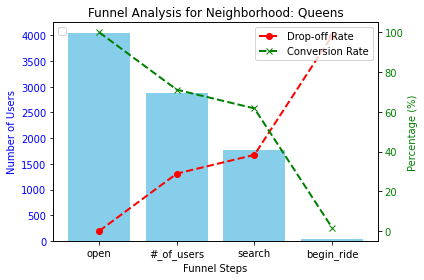 Funnel Analysis for Neighborhood: Queens
Drop-off Rate
Conversion Rate
Number of Users
4000
3500
3000
2500
2000
1500
1000
500
0
Percentage (%)
100
80
60
40
20
0
open
#_of_users
search
begin_ride
Funnel Steps